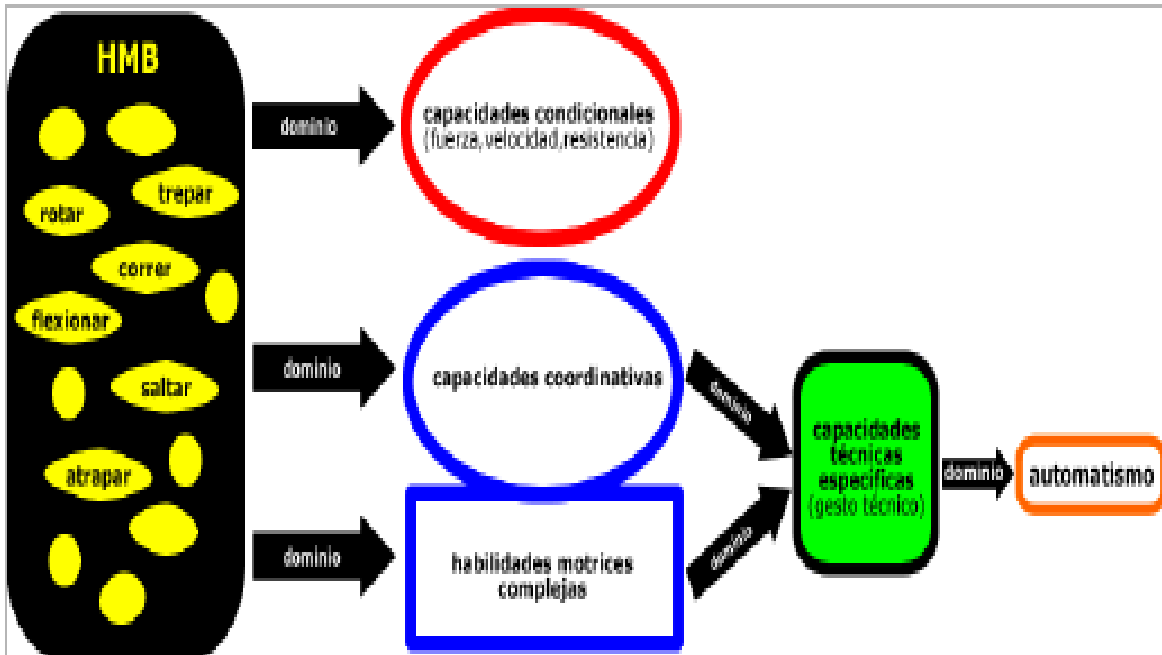 HMB
trepar
rotar
correr
flexionar
saltar
atrapar
dominio
capacidades condicionales
(fuerza,velocidad,resistencia)
dominio
capacidades coordinativas
dominio
habilidades motrices
complejas
dominio
dominio
capacidades
técnicas
especificas
(gesto técnico)
dominio
automatismo